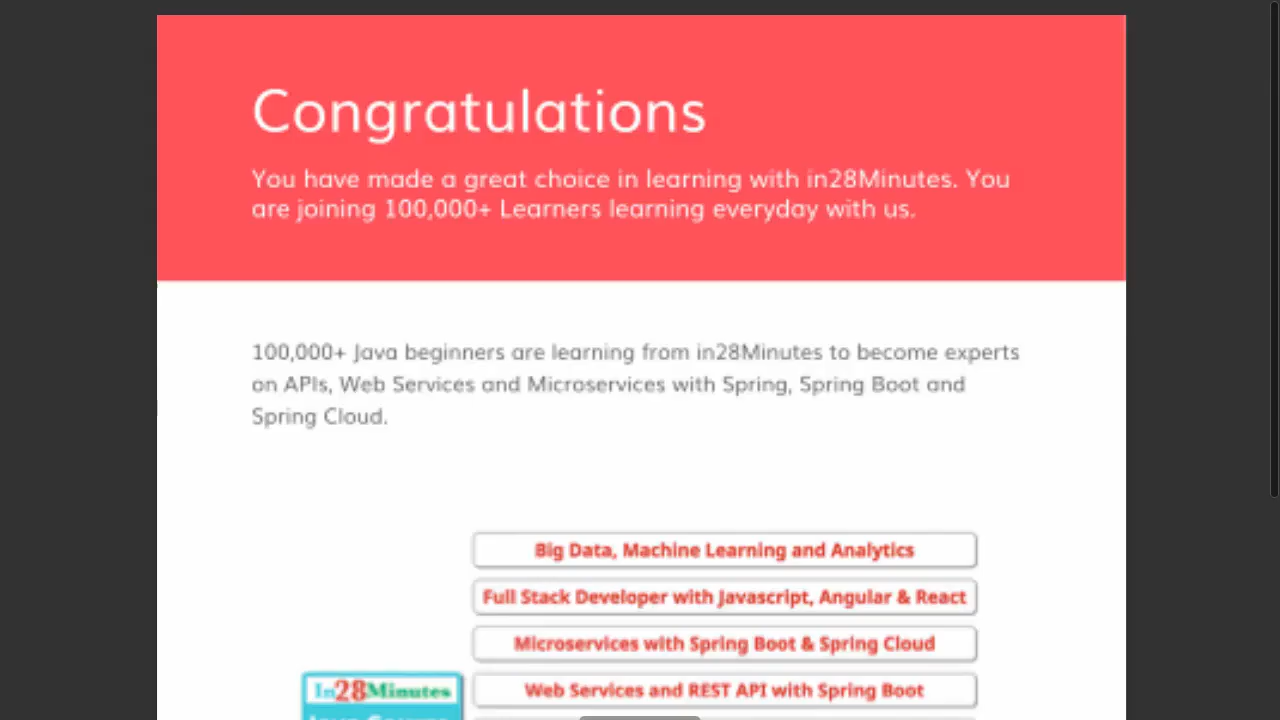 Congratulations
You have made a great choice in learning with in28Minutes. You
are joining 100,000+ Learners learning everyday with us.
100,000+ Java beginners are learning from in28Minutes to become experts
on APIs, Web Services and Microservices with Spring, Spring Boot and
Spring Cloud.
Big Data, Machine Learning and Analytics
Full Stack Developer with Javascript, Angular & React
Microservices with Spring Boot & Spring Cloud
In28Minutes
Web Services and REST API with Spring Boot